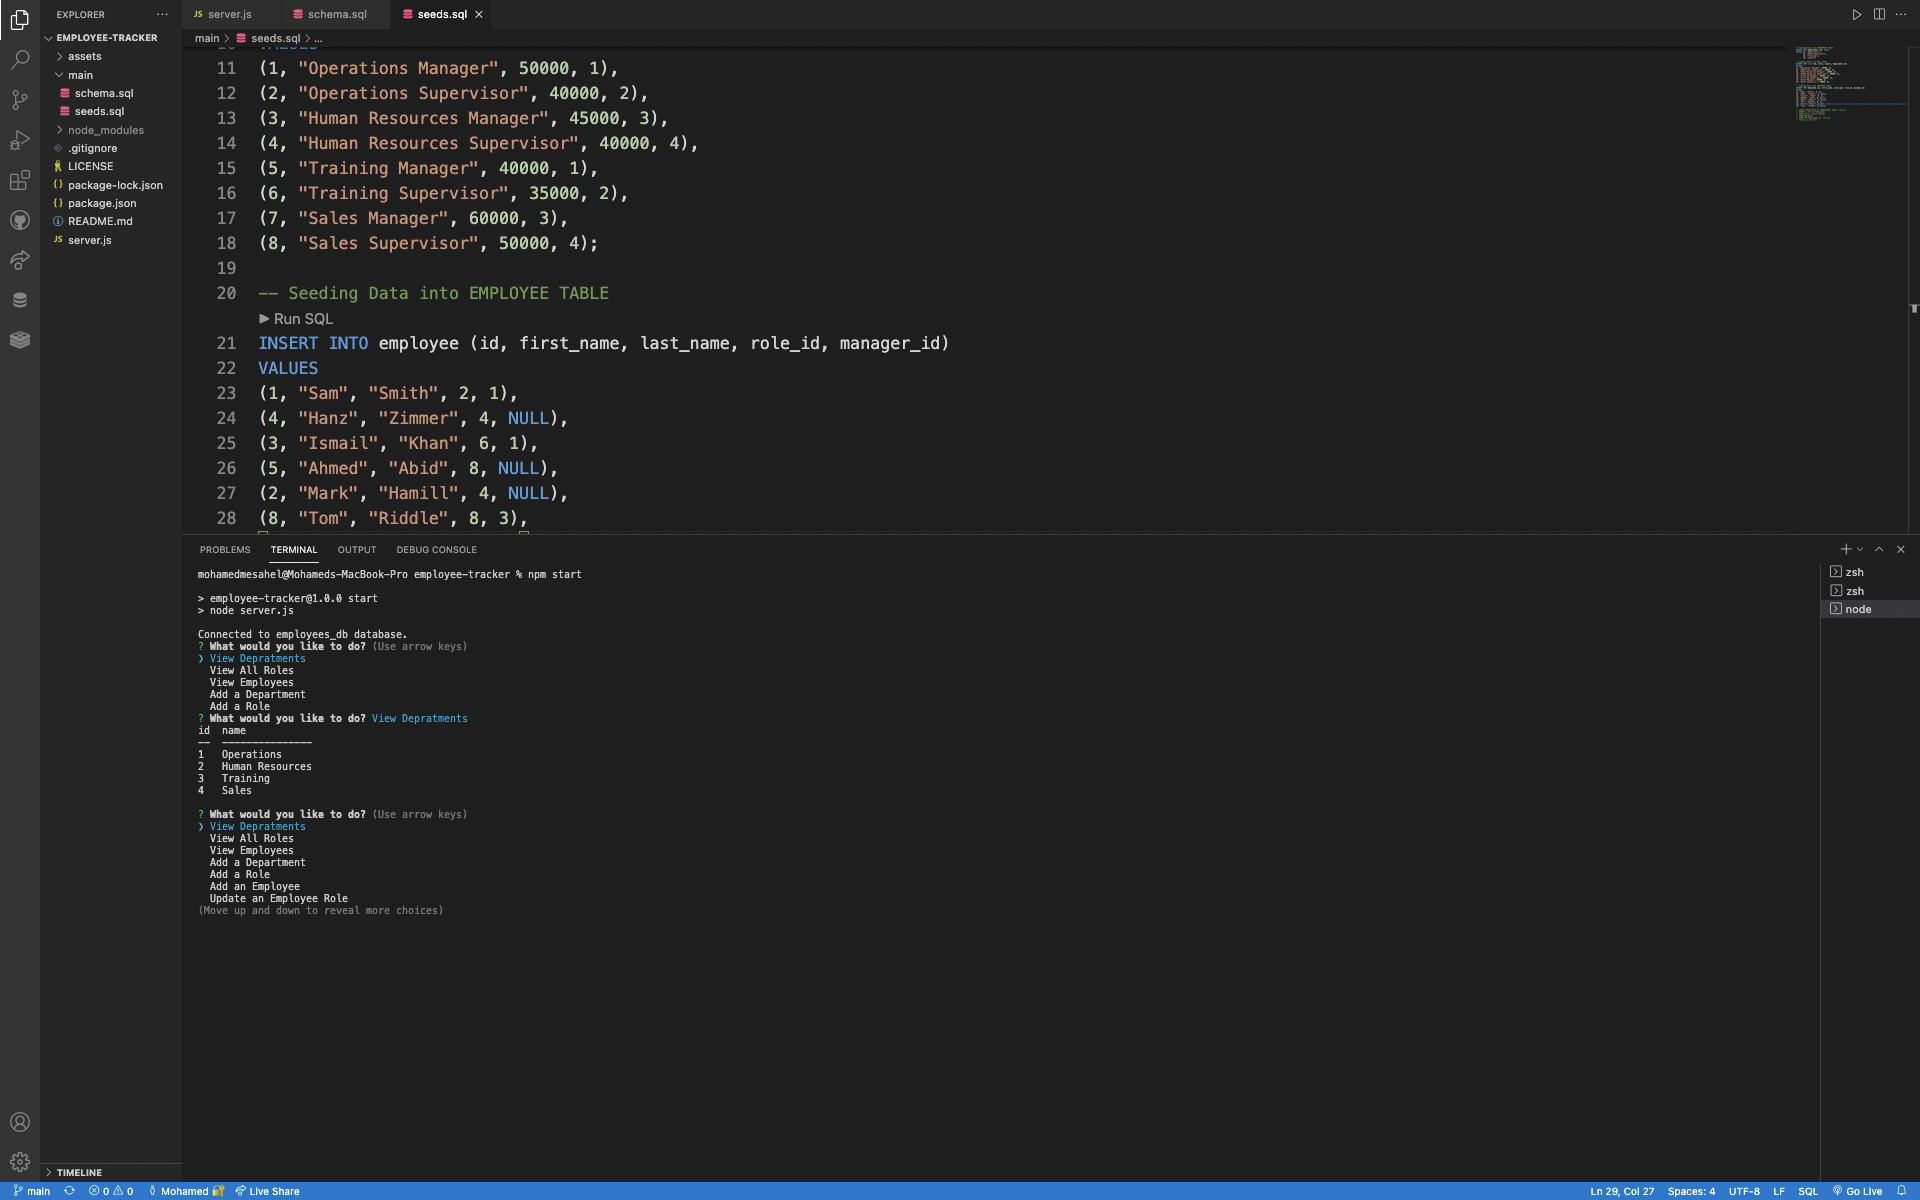 EXPLORER
EMPLOYEE-TRACKER
assets
main
schema.sql
seeds.sql
node_modules
.gitignore
LICENSE
package-lock.json
package.json
README.md
JS server.js
TIMELINE
JS server.js
schema.sql
seeds.sql
main > seeds.sql > ...
11 (1, "Operations Manager", 50000, 1),
12 (2, "Operations Supervisor", 40000, 2),
13 (3, "Human Resources Manager", 45000, 3),
14 (4, "Human Resources Supervisor", 40000, 4),
15 (5, "Training Manager", 40000, 1),
16 (6, "Training Supervisor", 35000, 2),
17 (7, "Sales Manager", 60000, 3),
18 (8, "Sales Supervisor", 50000, 4);
19
20 -- Seeding Data into EMPLOYEE TABLE
Run SQL
21 INSERT INTO employee (id, first_name, last_name, role_id, manager_id)
22 VALUES
23 (1, "Sam", "Smith", 2, 1),
24 (4, "Hanz", "Zimmer", 4, NULL),
25 (3, "Ismail", "Khan", 6, 1),
26 (5, "Ahmed", "Abid", 8, NULL),
27 (2, "Mark", "Hamill", 4, NULL),
28 (8, "Tom", "Riddle", 8, 3),
PROBLEMS TERMINAL OUTPUT DEBUG CONSOLE
mohamedmesahel@Mohameds-MacBook-Pro employee-tracker % npm start
> employee-tracker@1.0.0 start
> node server.js
Connected to employees_db database.
? What would you like to do? (Use arrow keys)
❯ View Depratments
View All Roles
View Employees
Add a Department
Add a Role
? What would you like to do? View Depratments
id name
-- ---------------
1 Operations
2 Human Resources
3 Training
4 Sales
? What would you like to do? (Use arrow keys)
❯ View Depratments
View All Roles
View Employees
Add a Department
Add a Role
Add an Employee
Update an Employee Role
(Move up and down to reveal more choices)
zsh
zsh
node
main 0 0 Mohamed Live Share
Ln 29, Col 27 Spaces: 4 UTF-8 LF SQL Go Live